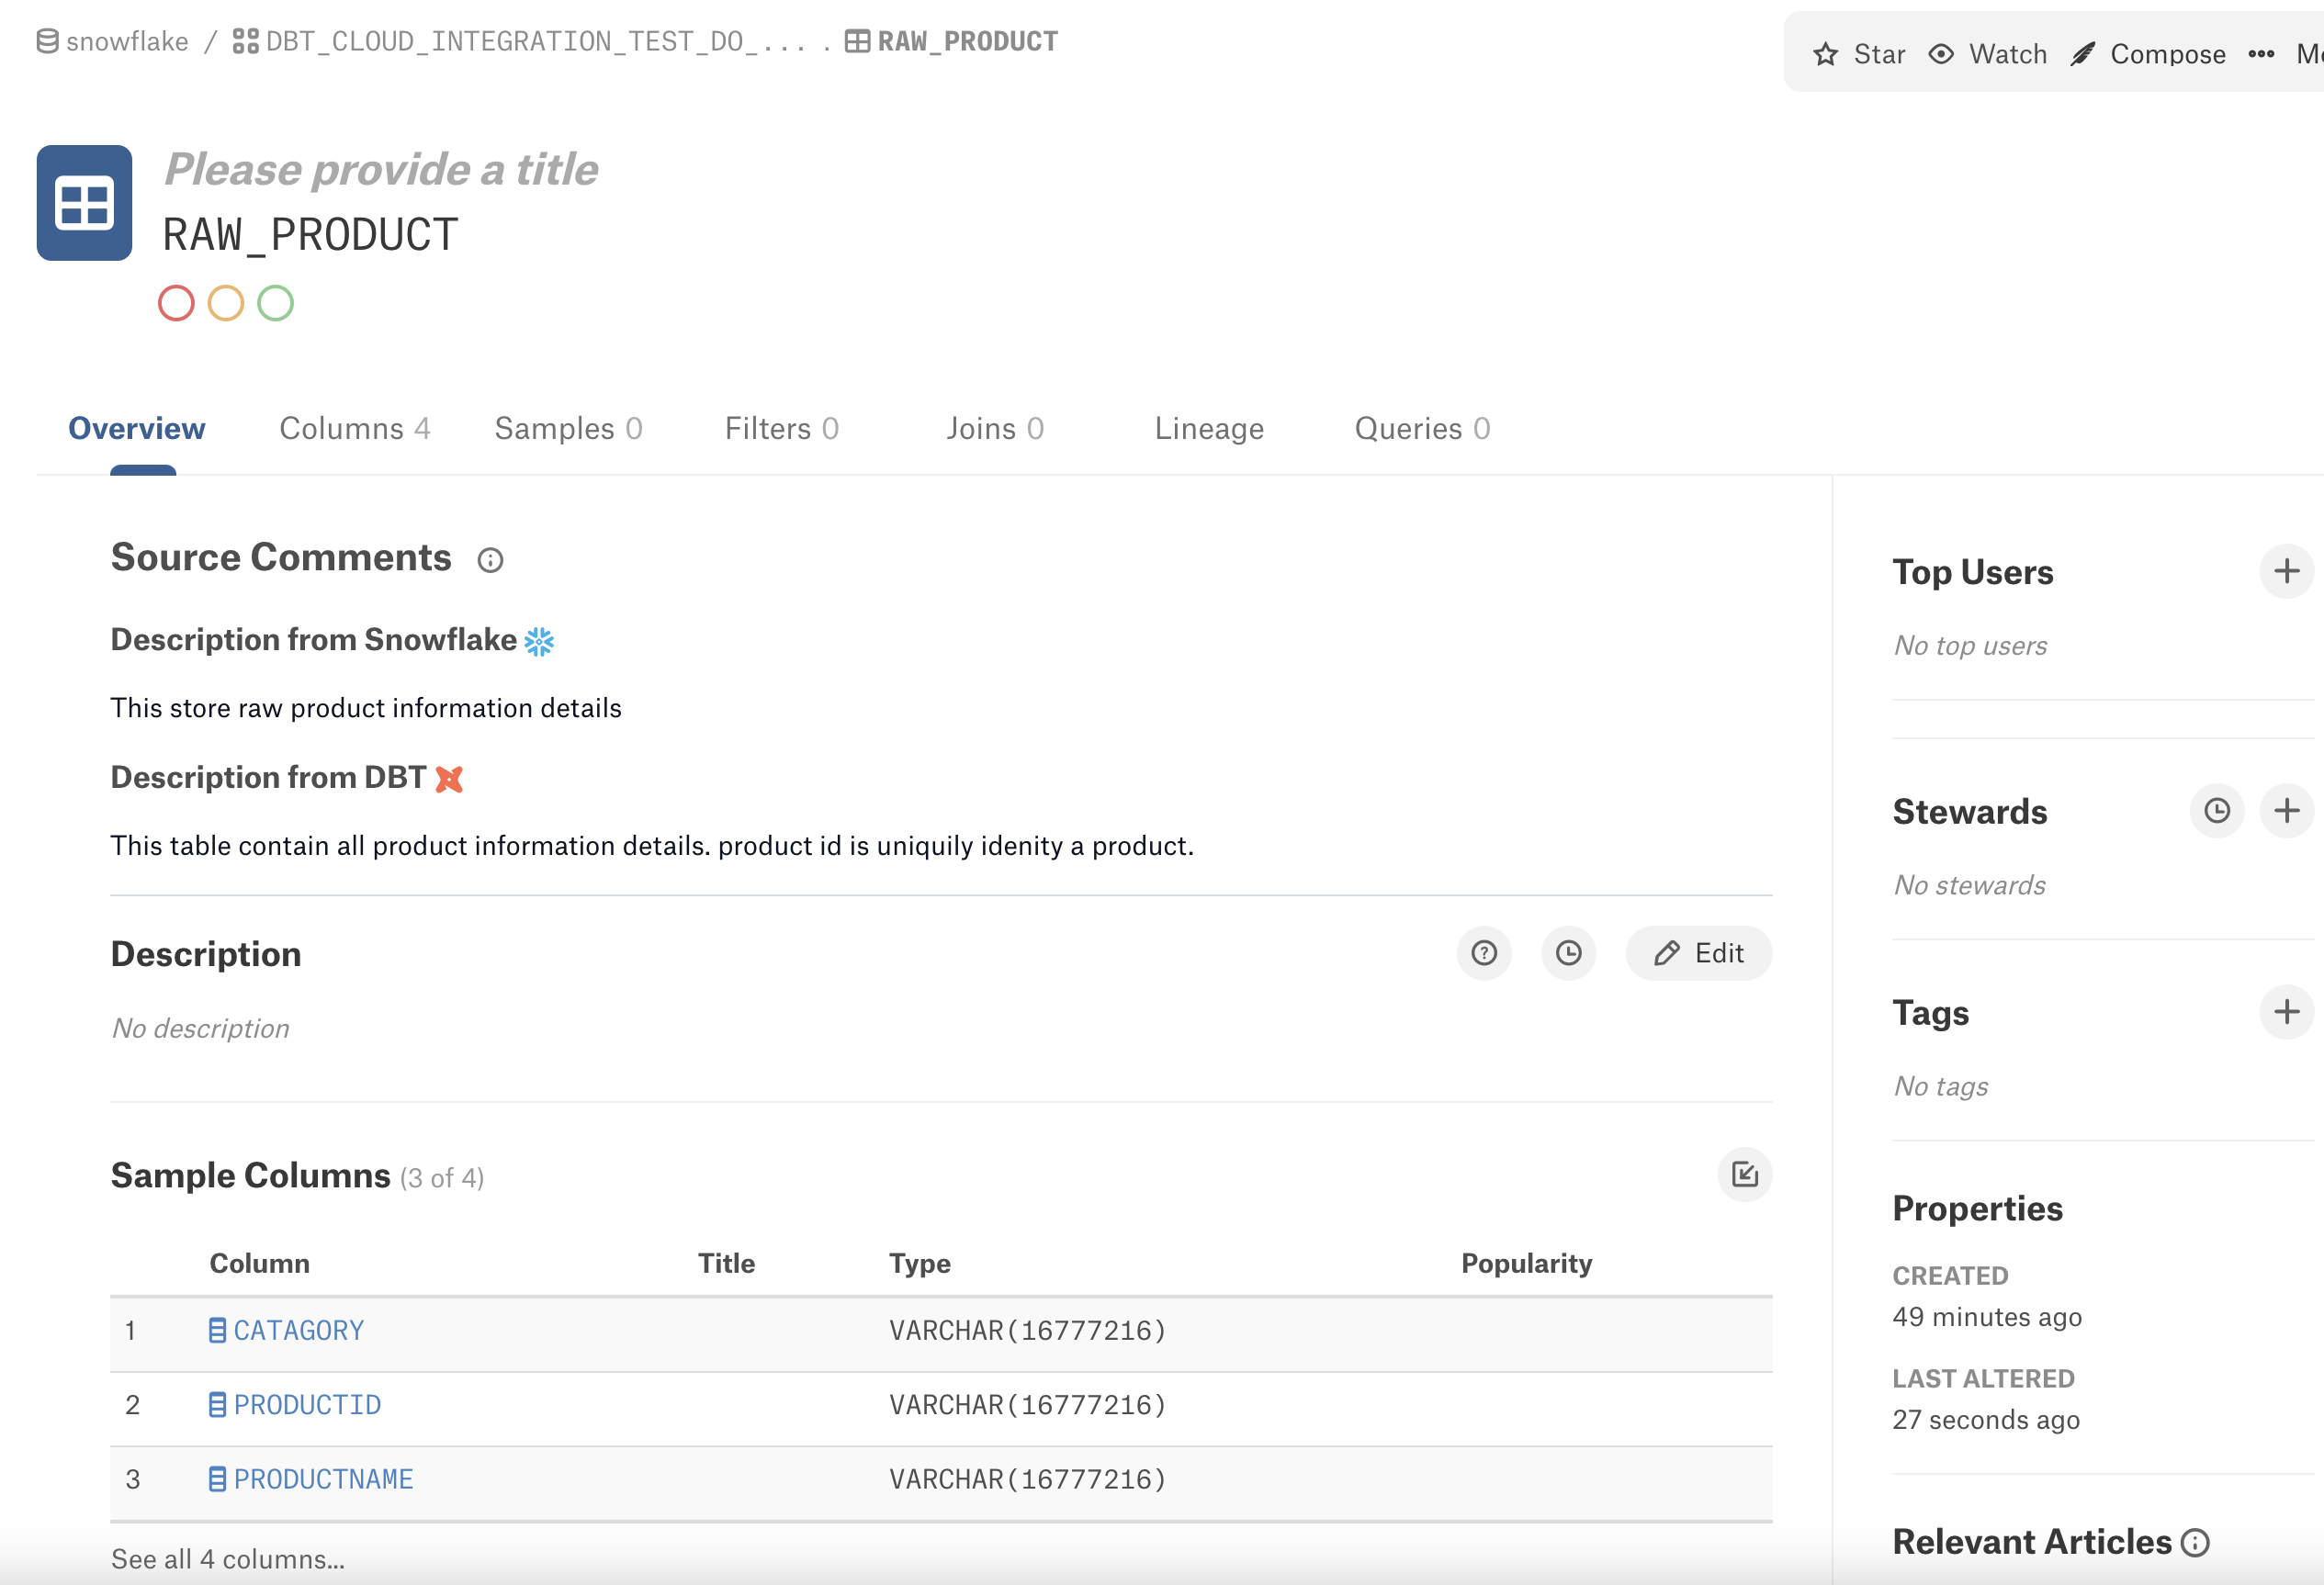 snowflake / DBT_CLOUD_INTEGRATION_TEST_DO_... . RAW_PRODUCT
Star Watch Compose ••• Mo
Please provide a title
RAW_PRODUCT
Overview Columns 4 Samples 0 Filters 0 Joins 0 Lineage Queries 0
Source Comments
Description from Snowflake
This store raw product information details
Description from DBT
This table contain all product information details. product id is uniquily idenity a product.
Description
Edit
No description
Sample Columns (3 of 4)
Column Title Type Popularity
1 CATAGORY VARCHAR(16777216)
2 PRODUCTID VARCHAR(16777216)
3 PRODUCTNAME VARCHAR(16777216)
See all 4 columns...
Top Users
No top users
Stewards
No stewards
Tags
No tags
Properties
CREATED
49 minutes ago
LAST ALTERED
27 seconds ago
Relevant Articles